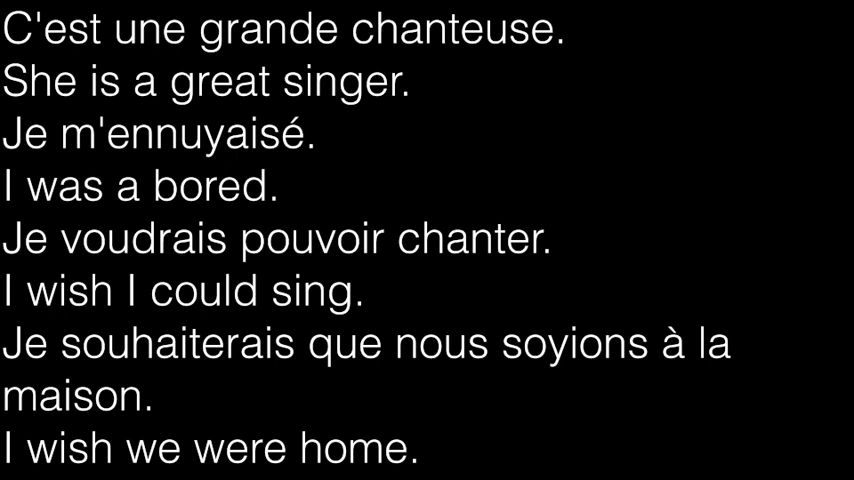 C'est une grande chanteuse.
She is a great singer.
Je m'ennuyaisé.
I was a bored.
Je voudrais pouvoir chanter.
I wish I could sing.
Je souhaiterais que nous soyions à la
maison.
I wish we were home.